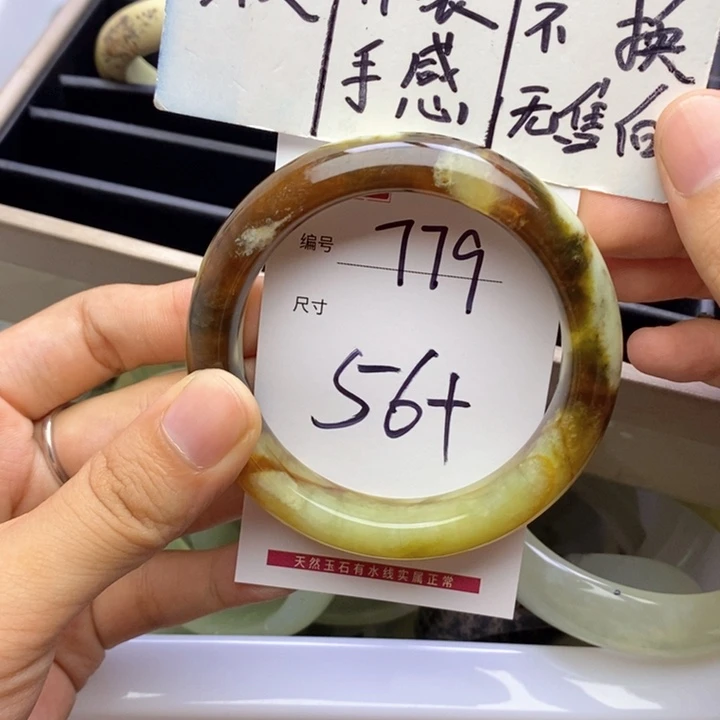 手感
不 换
无售后
编号 779
尺寸
56+
天然玉石有水线实属正常